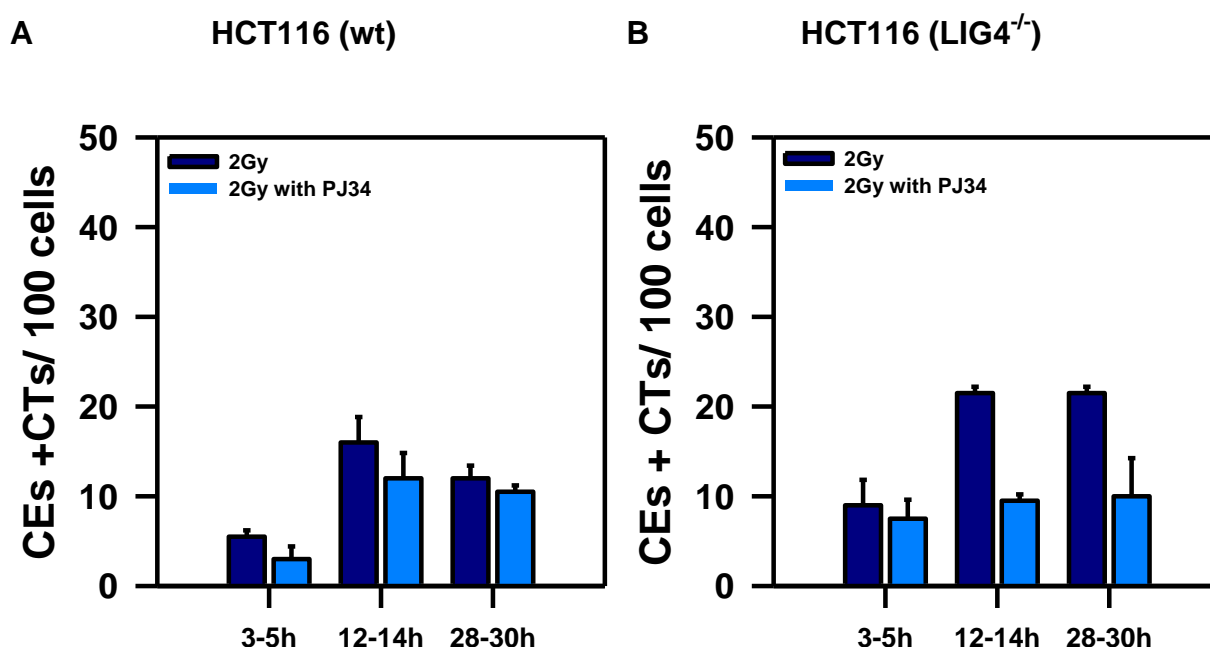 A
HCT116 (wt)
CEs +CTs/ 100 cells
50
40
30
20
10
0
2Gy
2Gy with PJ34
3-5h 12-14h 28-30h
B
HCT116 (LIG4-/-)
CEs + CTs/ 100 cells
50
40
30
20
10
0
2Gy
2Gy with PJ34
3-5h 12-14h 28-30h